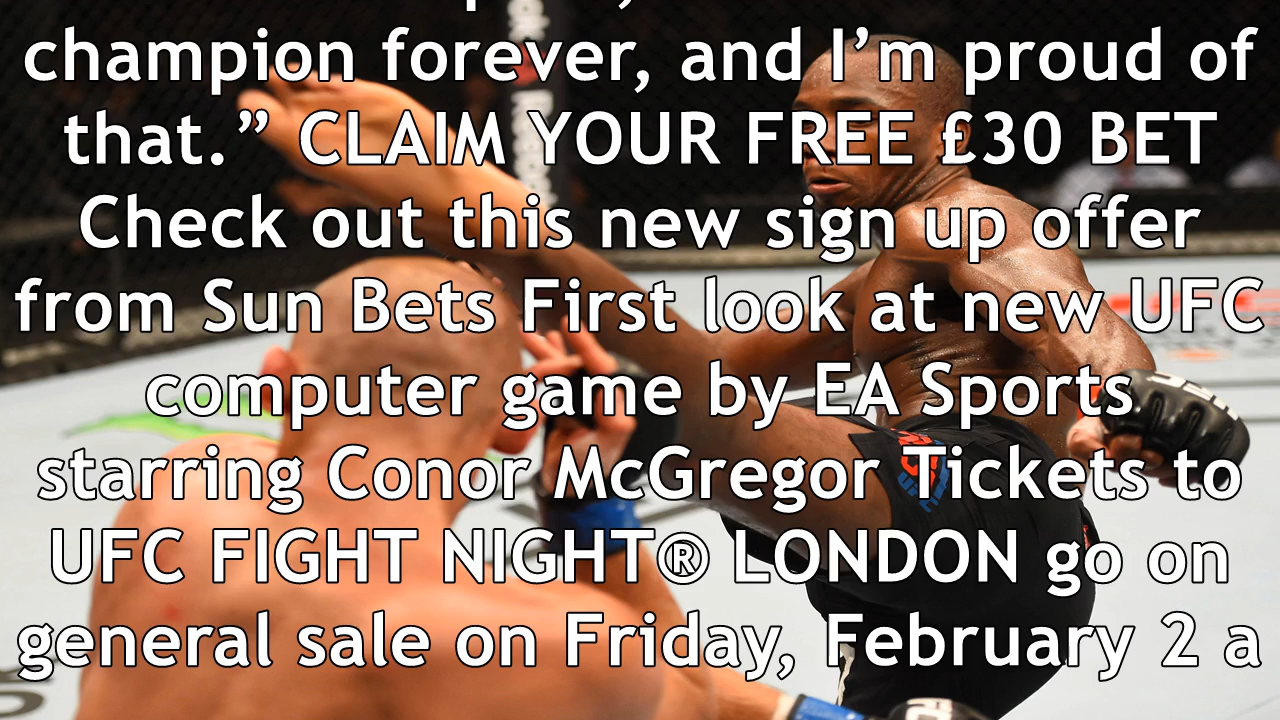 champion forever, and I’m proud of
that.” CLAIM YOUR FREE £30 BET
Check out this new sign up offer
from Sun Bets First look at new UFC
computer game by EA Sports
starring Conor McGregor Tickets to
UFC FIGHT NIGHT® LONDON go on
general sale on Friday, February 2 a